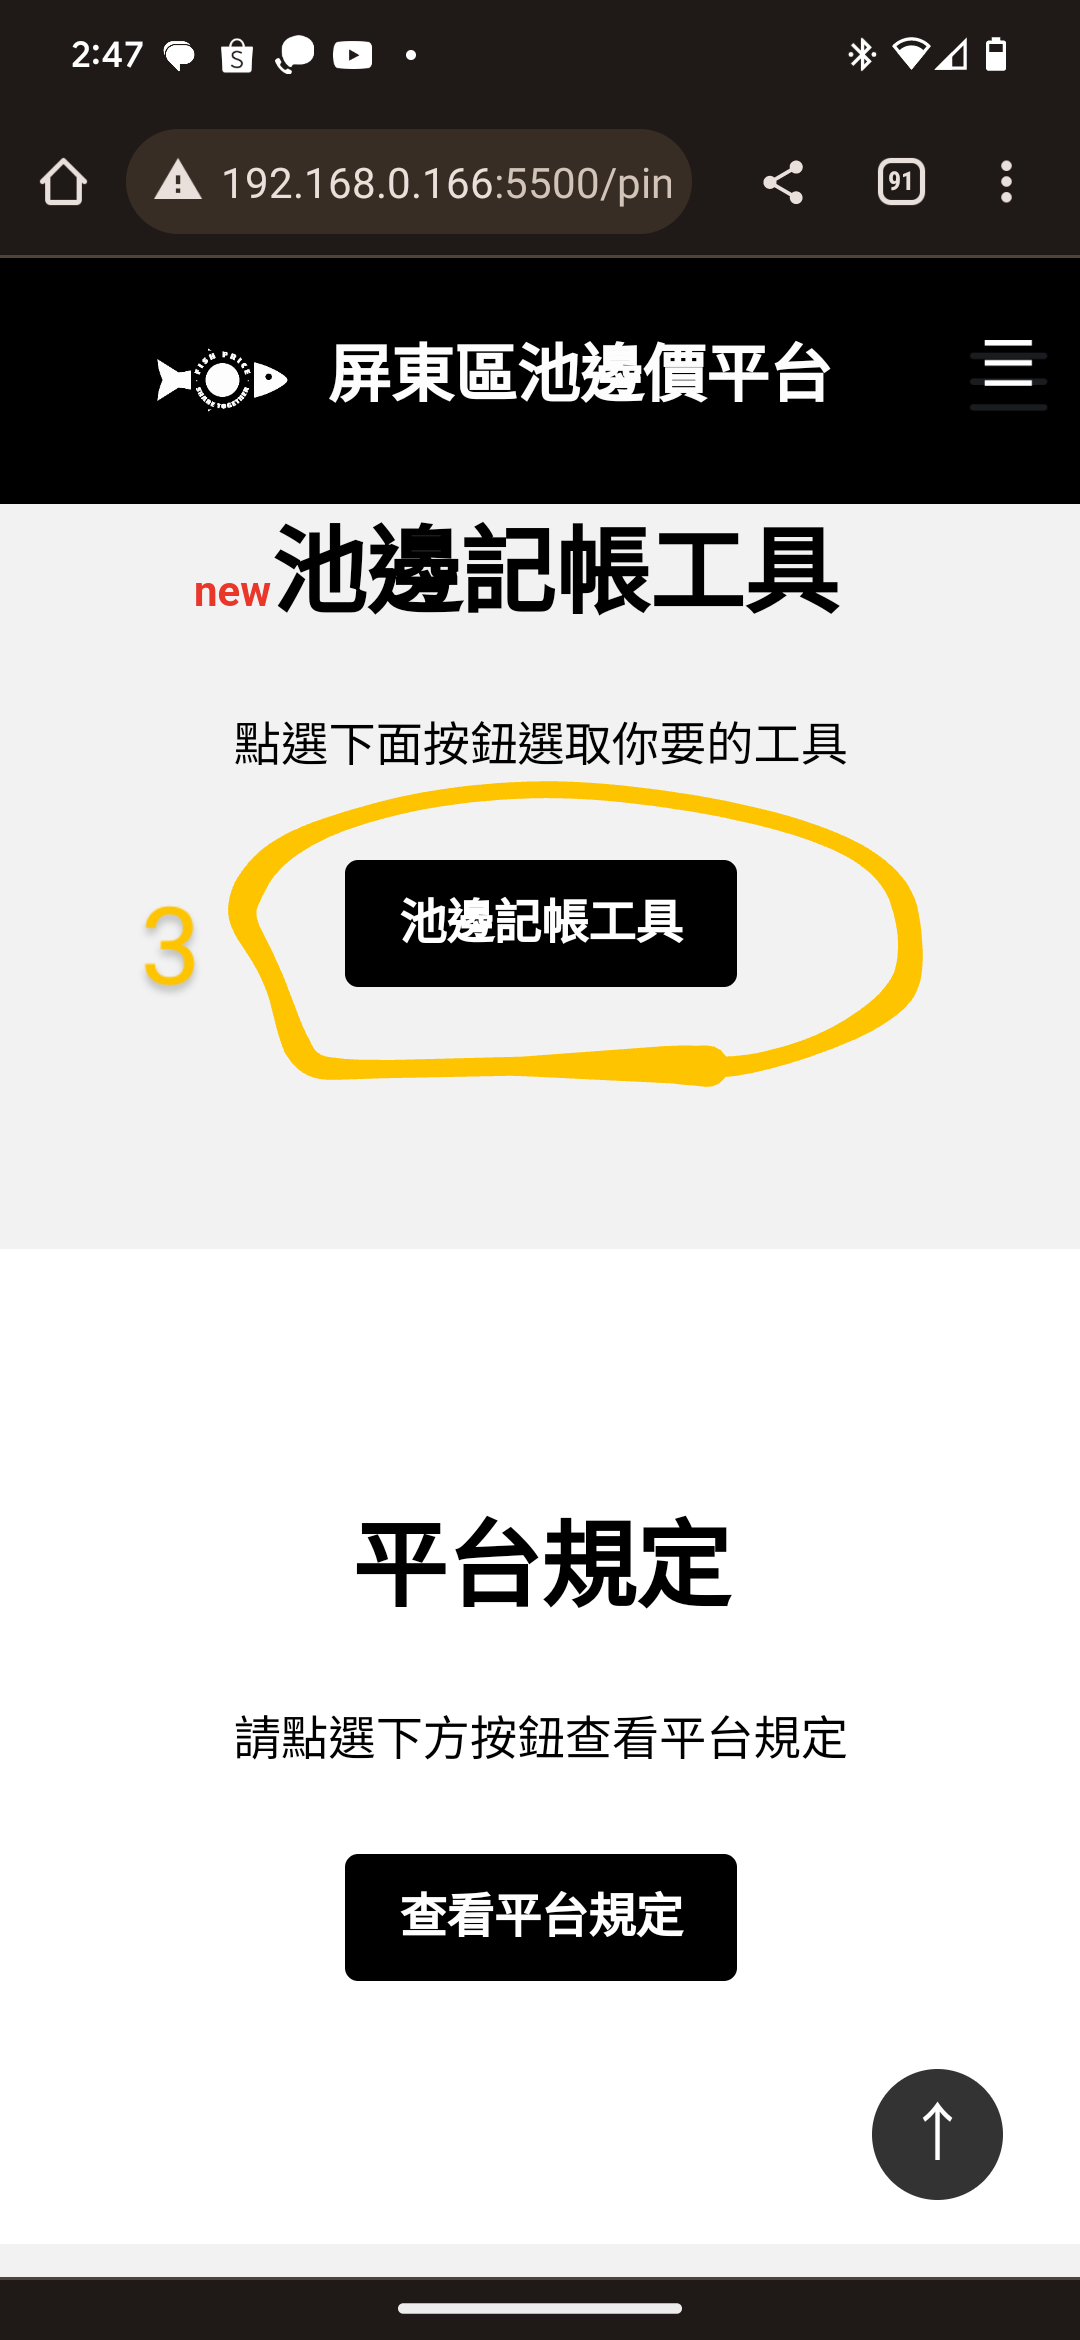 2:47
192.168.0.166:5500/pin
91
FISH PRICE
SHARE TOGETHER
屏東區池邊價平台
new池邊記帳工具
點選下面按鈕選取你要的工具
3
池邊記帳工具
平台規定
請點選下方按鈕查看平台規定
查看平台規定